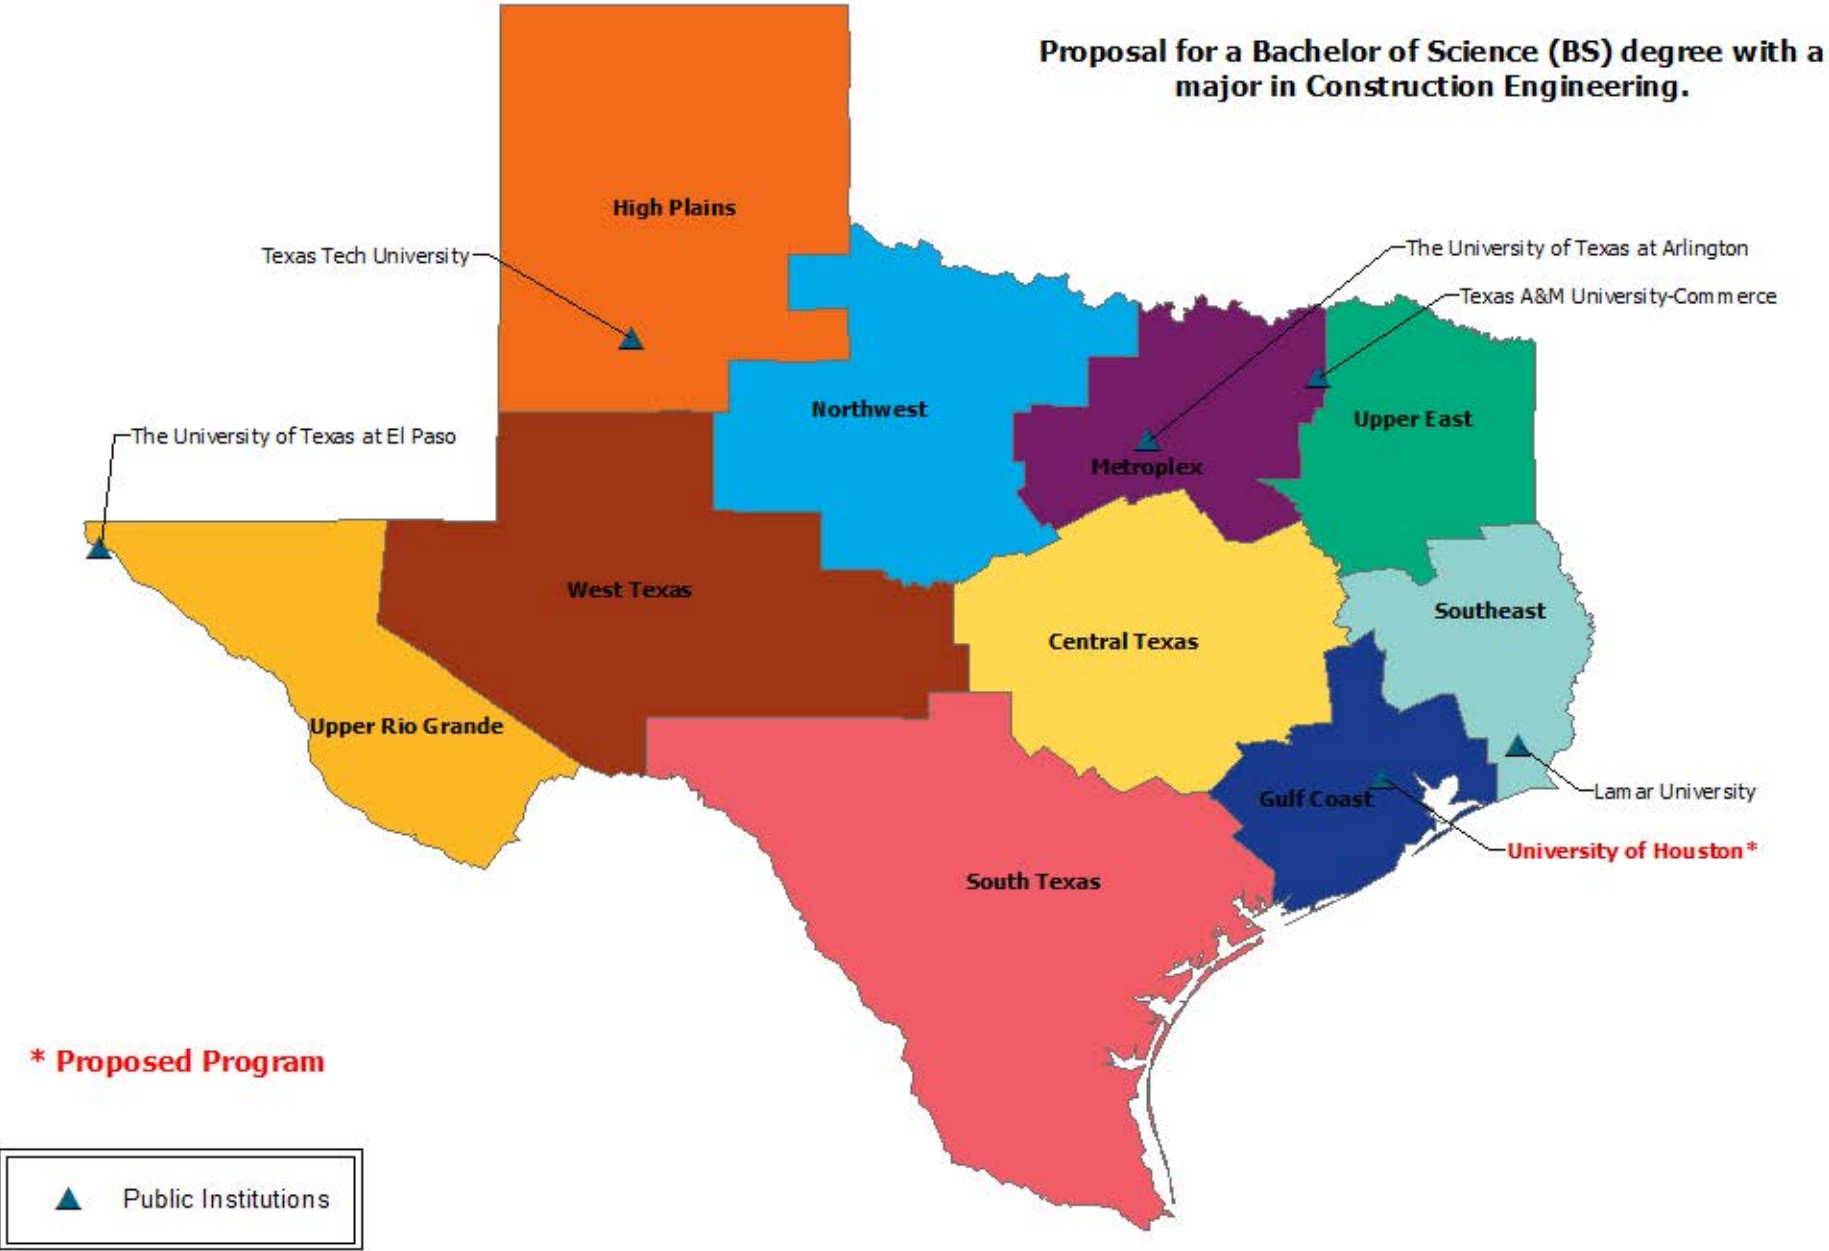 Proposal for a Bachelor of Science (BS) degree with a
major in Construction Engineering.
High Plains
Texas Tech University
The University of Texas at Arlington
Texas A&M University-Commerce
Northwest
Upper East
The University of Texas at El Paso
Metroplex
West Texas
Southeast
Central Texas
Upper Rio Grande
Gulf Coast
Lamar University
University of Houston*
South Texas
* Proposed Program
Public Institutions